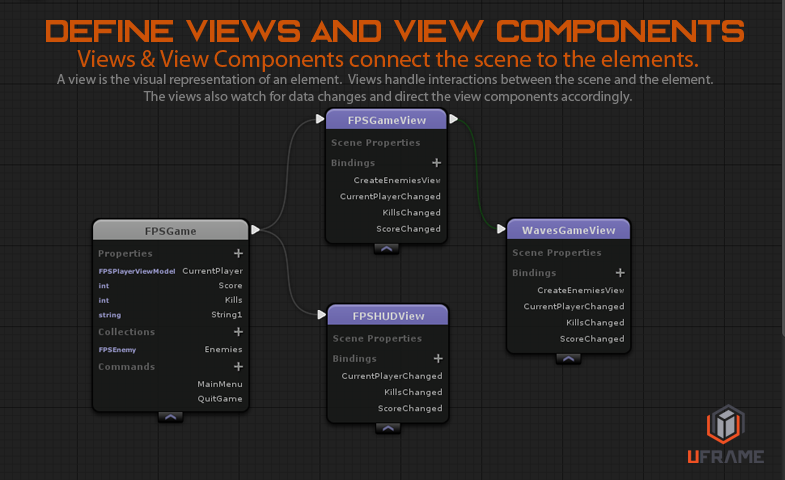 DEFINE VIEWS AND VIEW COMPONENTS
Views & View Components connect the scene to the elements.
A view is the visual representation of an element. Views handle interactions between the scene and the element.
The views also watch for data changes and direct the view components accordingly.
FPSGameView
Scene Properties
Bindings +
CreateEnemiesView
CurrentPlayerChanged
KillsChanged
ScoreChanged
FPSGame
Properties +
FPSPlayerViewModel CurrentPlayer
int Score
int Kills
string String1
Collections +
FPSEnemy Enemies
Commands +
MainMenu
QuitGame
WavesGameView
Scene Properties
Bindings +
CreateEnemiesView
CurrentPlayerChanged
KillsChanged
ScoreChanged
FPSHUDView
Scene Properties
Bindings +
CurrentPlayerChanged
KillsChanged
ScoreChanged
UFRAME